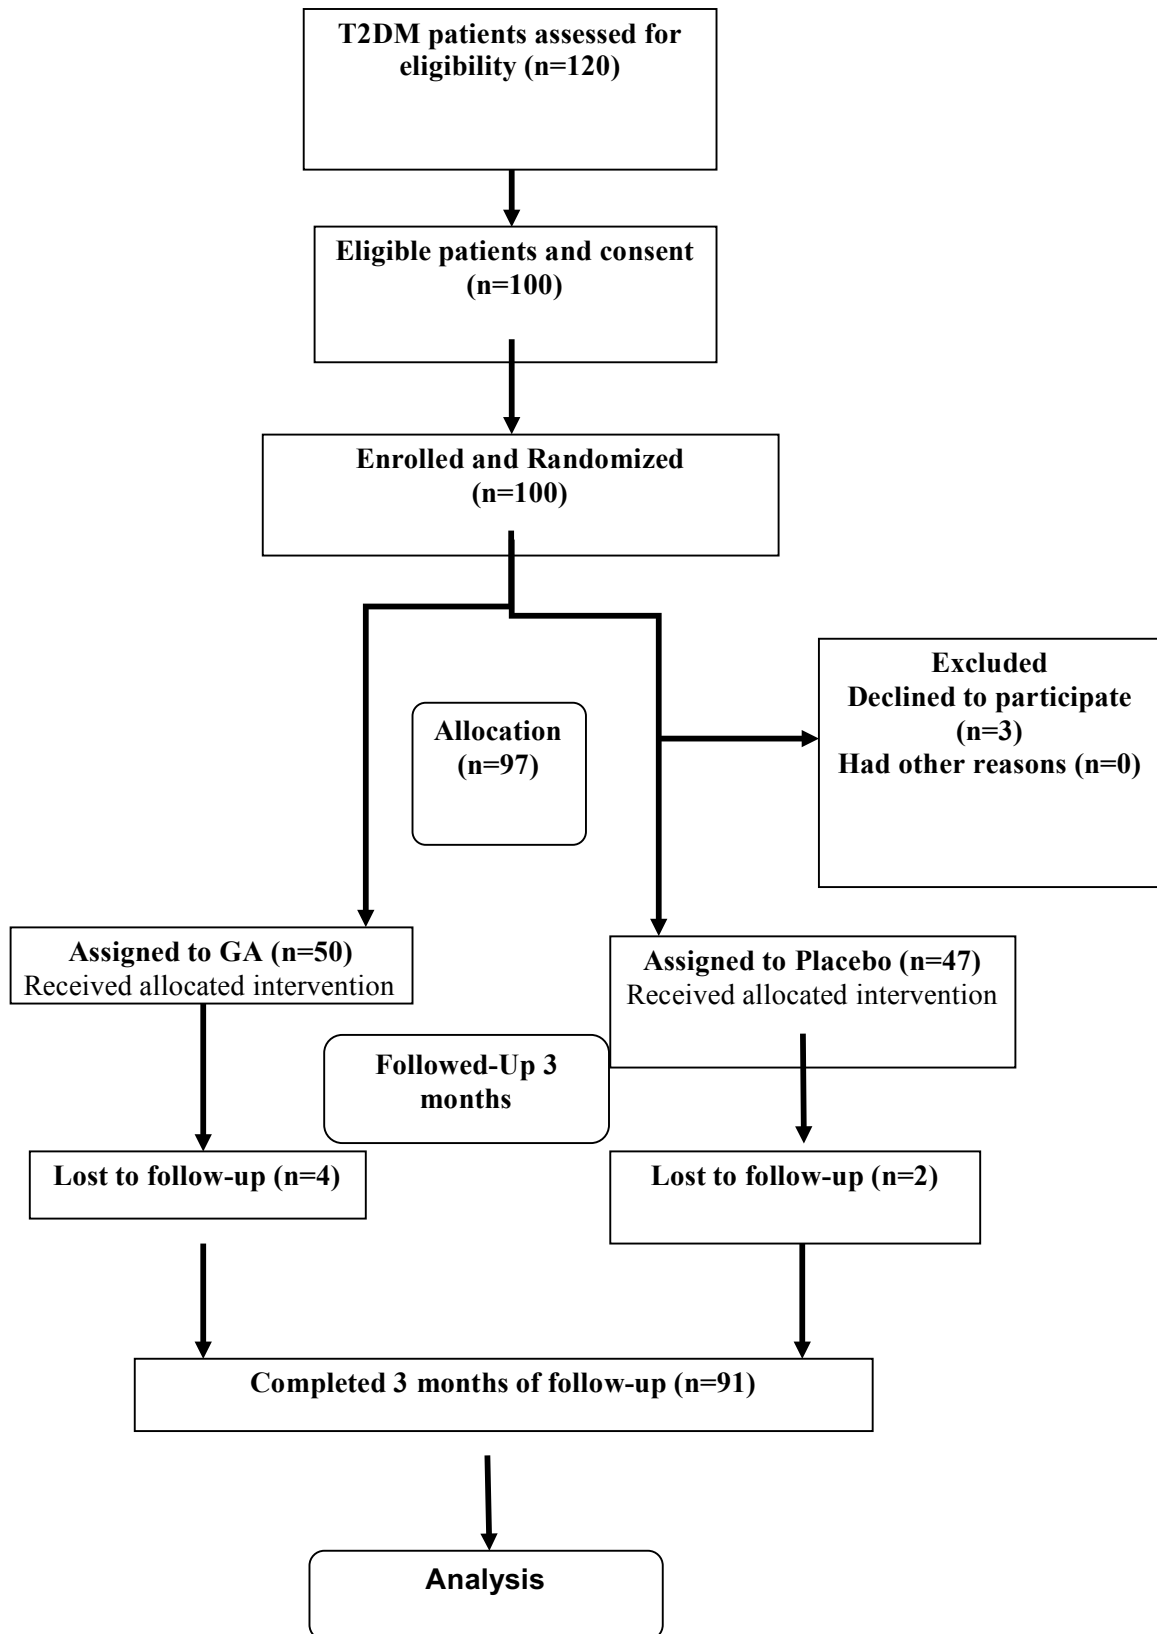 T2DM patients assessed for
eligibility (n=120)
Eligible patients and consent
(n=100)
Enrolled and Randomized
(n=100)
Excluded
Declined to participate
(n=3)
Had other reasons (n=0)
Allocation
(n=97)
Assigned to GA (n=50)
Received allocated intervention
Assigned to Placebo (n=47)
Received allocated intervention
Followed-Up 3
months
Lost to follow-up (n=4)
Lost to follow-up (n=2)
Completed 3 months of follow-up (n=91)
Analysis